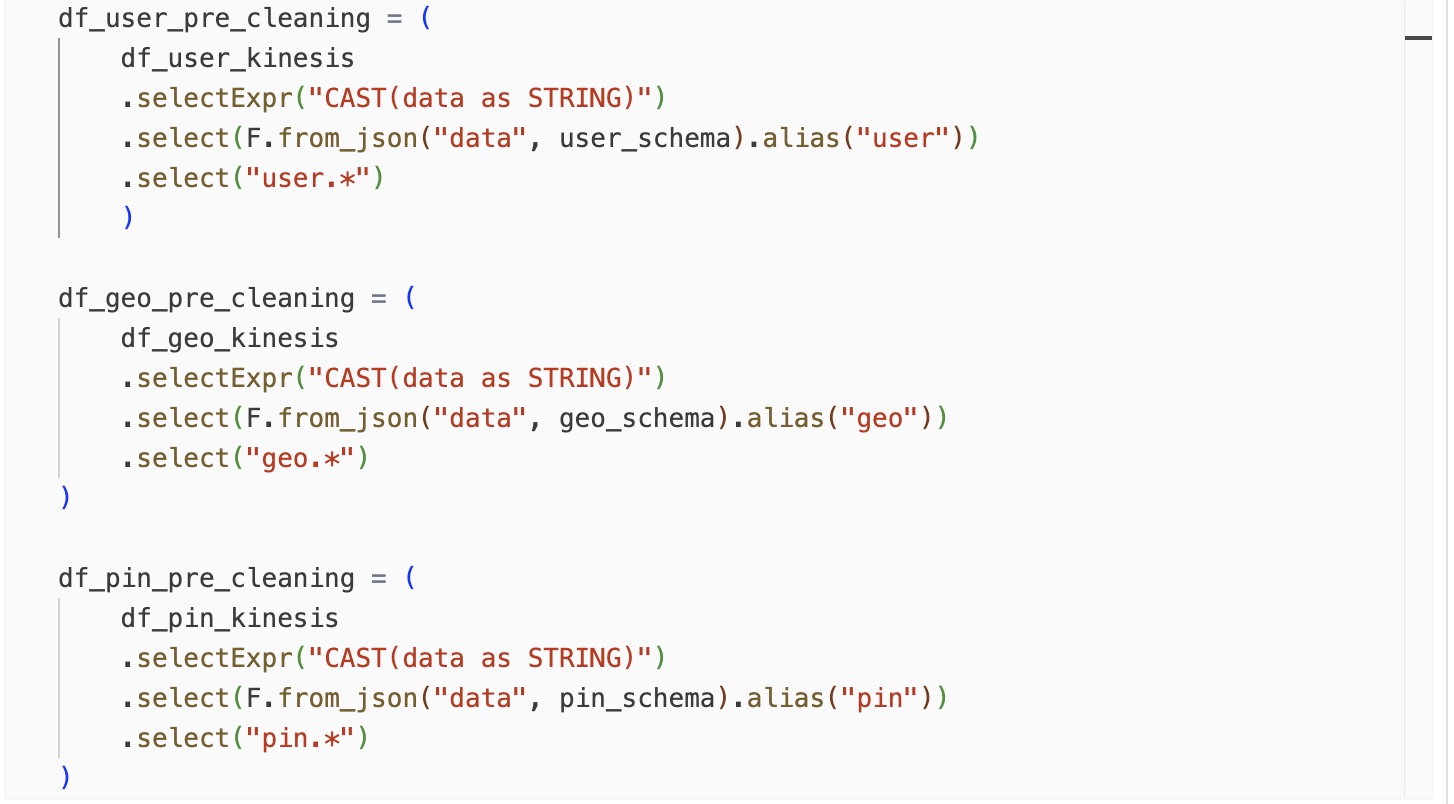 df_user_pre_cleaning = (
    df_user_kinesis
    .selectExpr("CAST(data as STRING)")
    .select(F.from_json("data", user_schema).alias("user"))
    .select("user.*")
    )

df_geo_pre_cleaning = (
    df_geo_kinesis
    .selectExpr("CAST(data as STRING)")
    .select(F.from_json("data", geo_schema).alias("geo"))
    .select("geo.*")
)

df_pin_pre_cleaning = (
    df_pin_kinesis
    .selectExpr("CAST(data as STRING)")
    .select(F.from_json("data", pin_schema).alias("pin"))
    .select("pin.*")
)